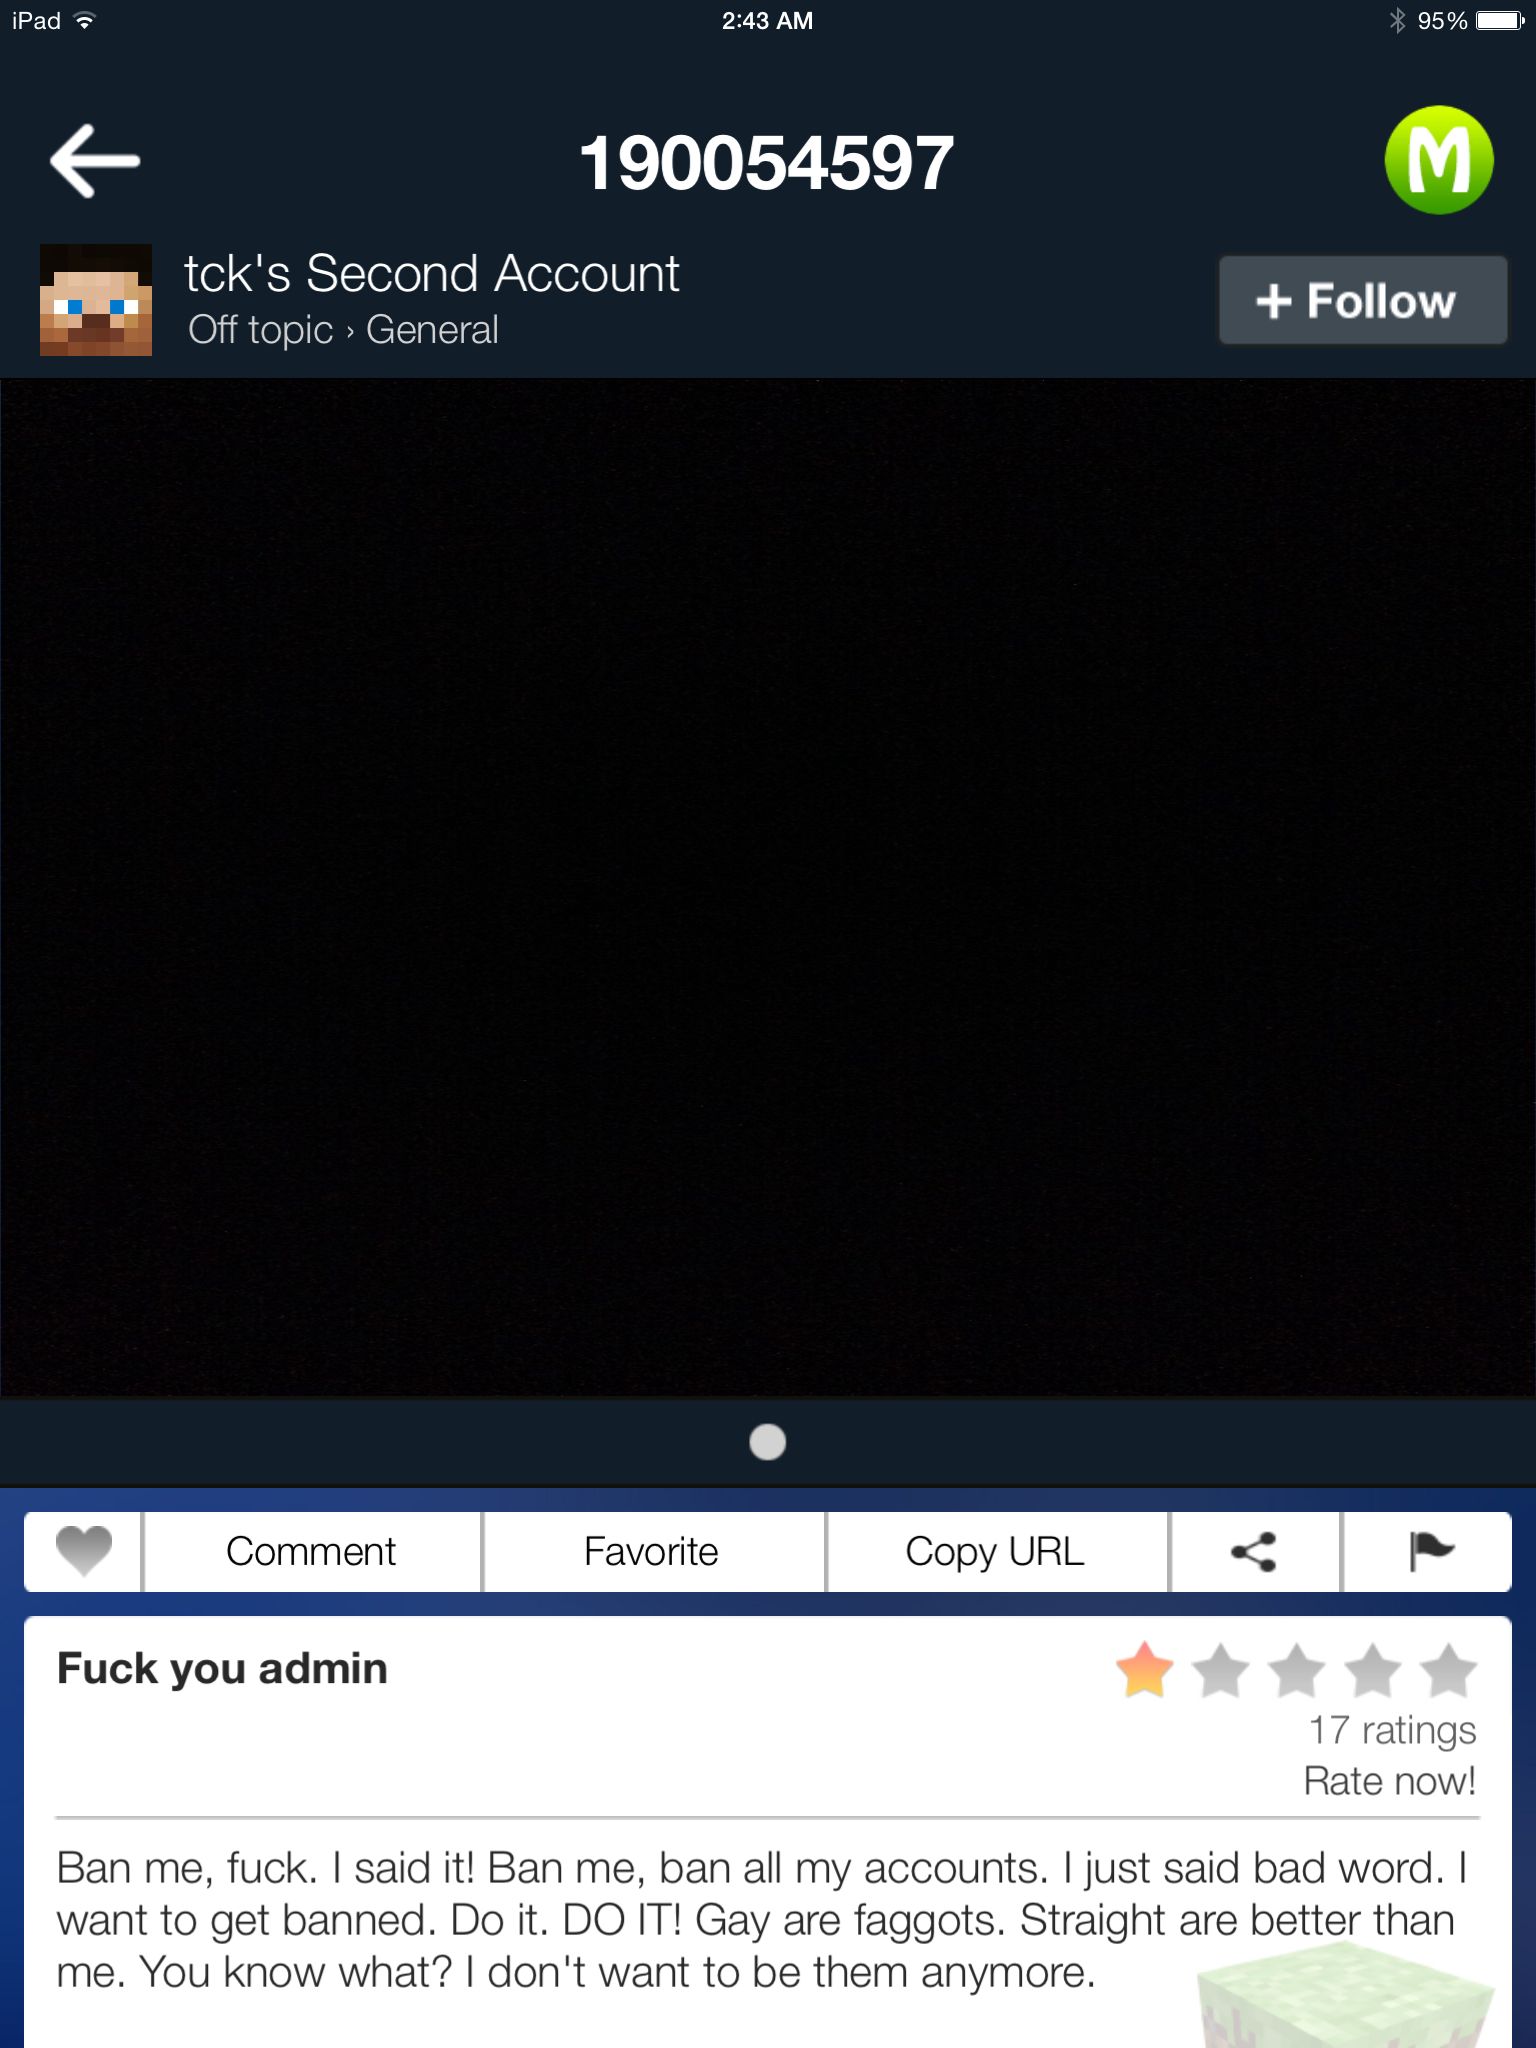 iPad 2:43 AM 95%
190054597
M
tck's Second Account
Off topic › General
+ Follow
Comment Favorite Copy URL
Fuck you admin
17 ratings
Rate now!
Ban me, fuck. I said it! Ban me, ban all my accounts. I just said bad word. I
want to get banned. Do it. DO IT! Gay are faggots. Straight are better than
me. You know what? I don't want to be them anymore.